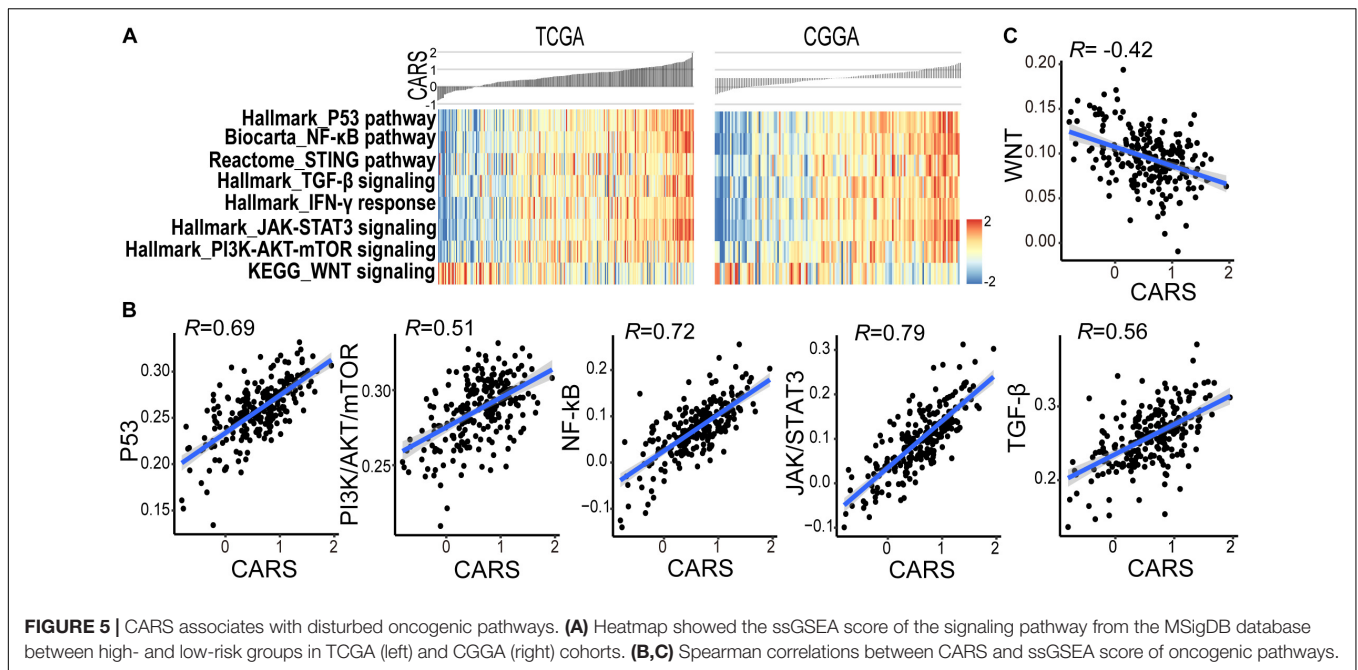 A
TCGA
CGGA
C
R= -0.42
CARS
2
1
0
-1
Hallmark_P53 pathway
Biocarta_NF-κB pathway
Reactome_STING pathway
Hallmark_TGF-β signaling
Hallmark_IFN-γ response
Hallmark_JAK-STAT3 signaling
Hallmark_PI3K-AKT-mTOR signaling
KEGG_WNT signaling
2
-2
WNT
0.20
0.15
0.10
0.05
0.00
0 1 2
CARS
B
R=0.69
P53
0.30
0.25
0.20
0.15
0 1 2
CARS
R=0.51
PI3K/AKT/mTOR
0.30
0.25
0 1 2
CARS
R=0.72
NF-kB
0.2
0.1
0.0
−0.1
0 1 2
CARS
R=0.79
JAK/STAT3
0.3
0.2
0.1
0.0
−0.1
0 1 2
CARS
R=0.56
TGF-β
0.3
0.2
0 1 2
CARS
FIGURE 5 | CARS associates with disturbed oncogenic pathways. (A) Heatmap showed the ssGSEA score of the signaling pathway from the MSigDB database
between high- and low-risk groups in TCGA (left) and CGGA (right) cohorts. (B,C) Spearman correlations between CARS and ssGSEA score of oncogenic pathways.